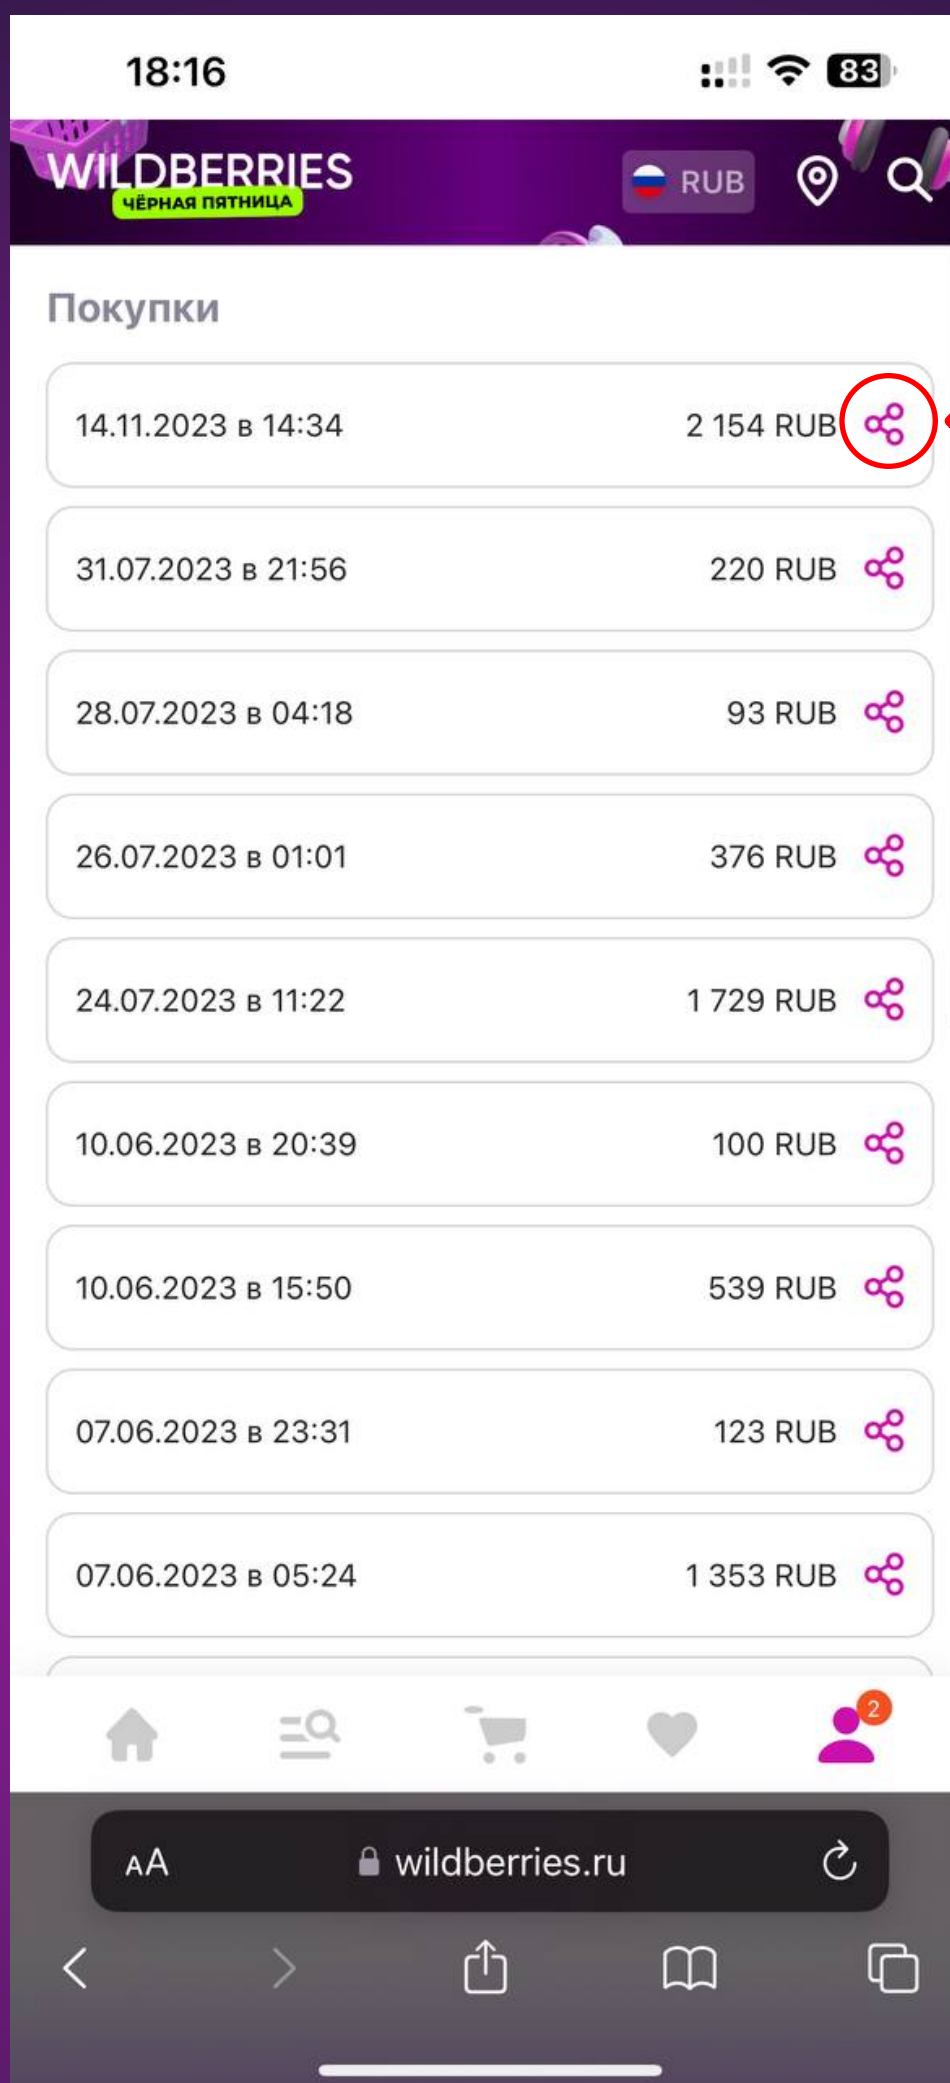 18:16
83
WILDBERRIES
ЧЁРНАЯ ПЯТНИЦА
RUB
Покупки
14.11.2023 в 14:34 2 154 RUB
31.07.2023 в 21:56 220 RUB
28.07.2023 в 04:18 93 RUB
26.07.2023 в 01:01 376 RUB
24.07.2023 в 11:22 1 729 RUB
10.06.2023 в 20:39 100 RUB
10.06.2023 в 15:50 539 RUB
07.06.2023 в 23:31 123 RUB
07.06.2023 в 05:24 1 353 RUB
2
AA wildberries.ru